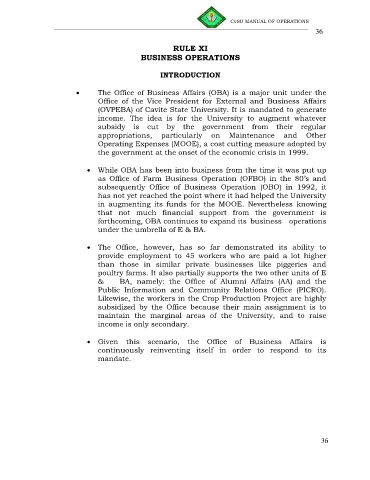 CvSU MANUAL OF OPERATIONS
36
RULE XI
BUSINESS OPERATIONS
INTRODUCTION
• The Office of Business Affairs (OBA) is a major unit under the
Office of the Vice President for External and Business Affairs
(OVPEBA) of Cavite State University. It is mandated to generate
income. The idea is for the University to augment whatever
subsidy is cut by the government from their regular
appropriations, particularly on Maintenance and Other
Operating Expenses (MOOE), a cost cutting measure adopted by
the government at the onset of the economic crisis in 1999.
• While OBA has been into business from the time it was put up
as Office of Farm Business Operation (OFBO) in the 80's and
subsequently Office of Business Operation (OBO) in 1992, it
has not yet reached the point where it had helped the University
in augmenting its funds for the MOOE. Nevertheless knowing
that not much financial support from the government is
forthcoming, OBA continues to expand its business operations
under the umbrella of E & BA.
• The Office, however, has so far demonstrated its ability to
provide employment to 45 workers who are paid a lot higher
than those in similar private businesses like piggeries and
poultry farms. It also partially supports the two other units of E
& BA, namely: the Office of Alumni Affairs (AA) and the
Public Information and Community Relations Office (PICRO).
Likewise, the workers in the Crop Production Project are highly
subsidized by the Office because their main assignment is to
maintain the marginal areas of the University, and to raise
income is only secondary.
• Given this scenario, the Office of Business Affairs is
continuously reinventing itself in order to respond to its
mandate.
36